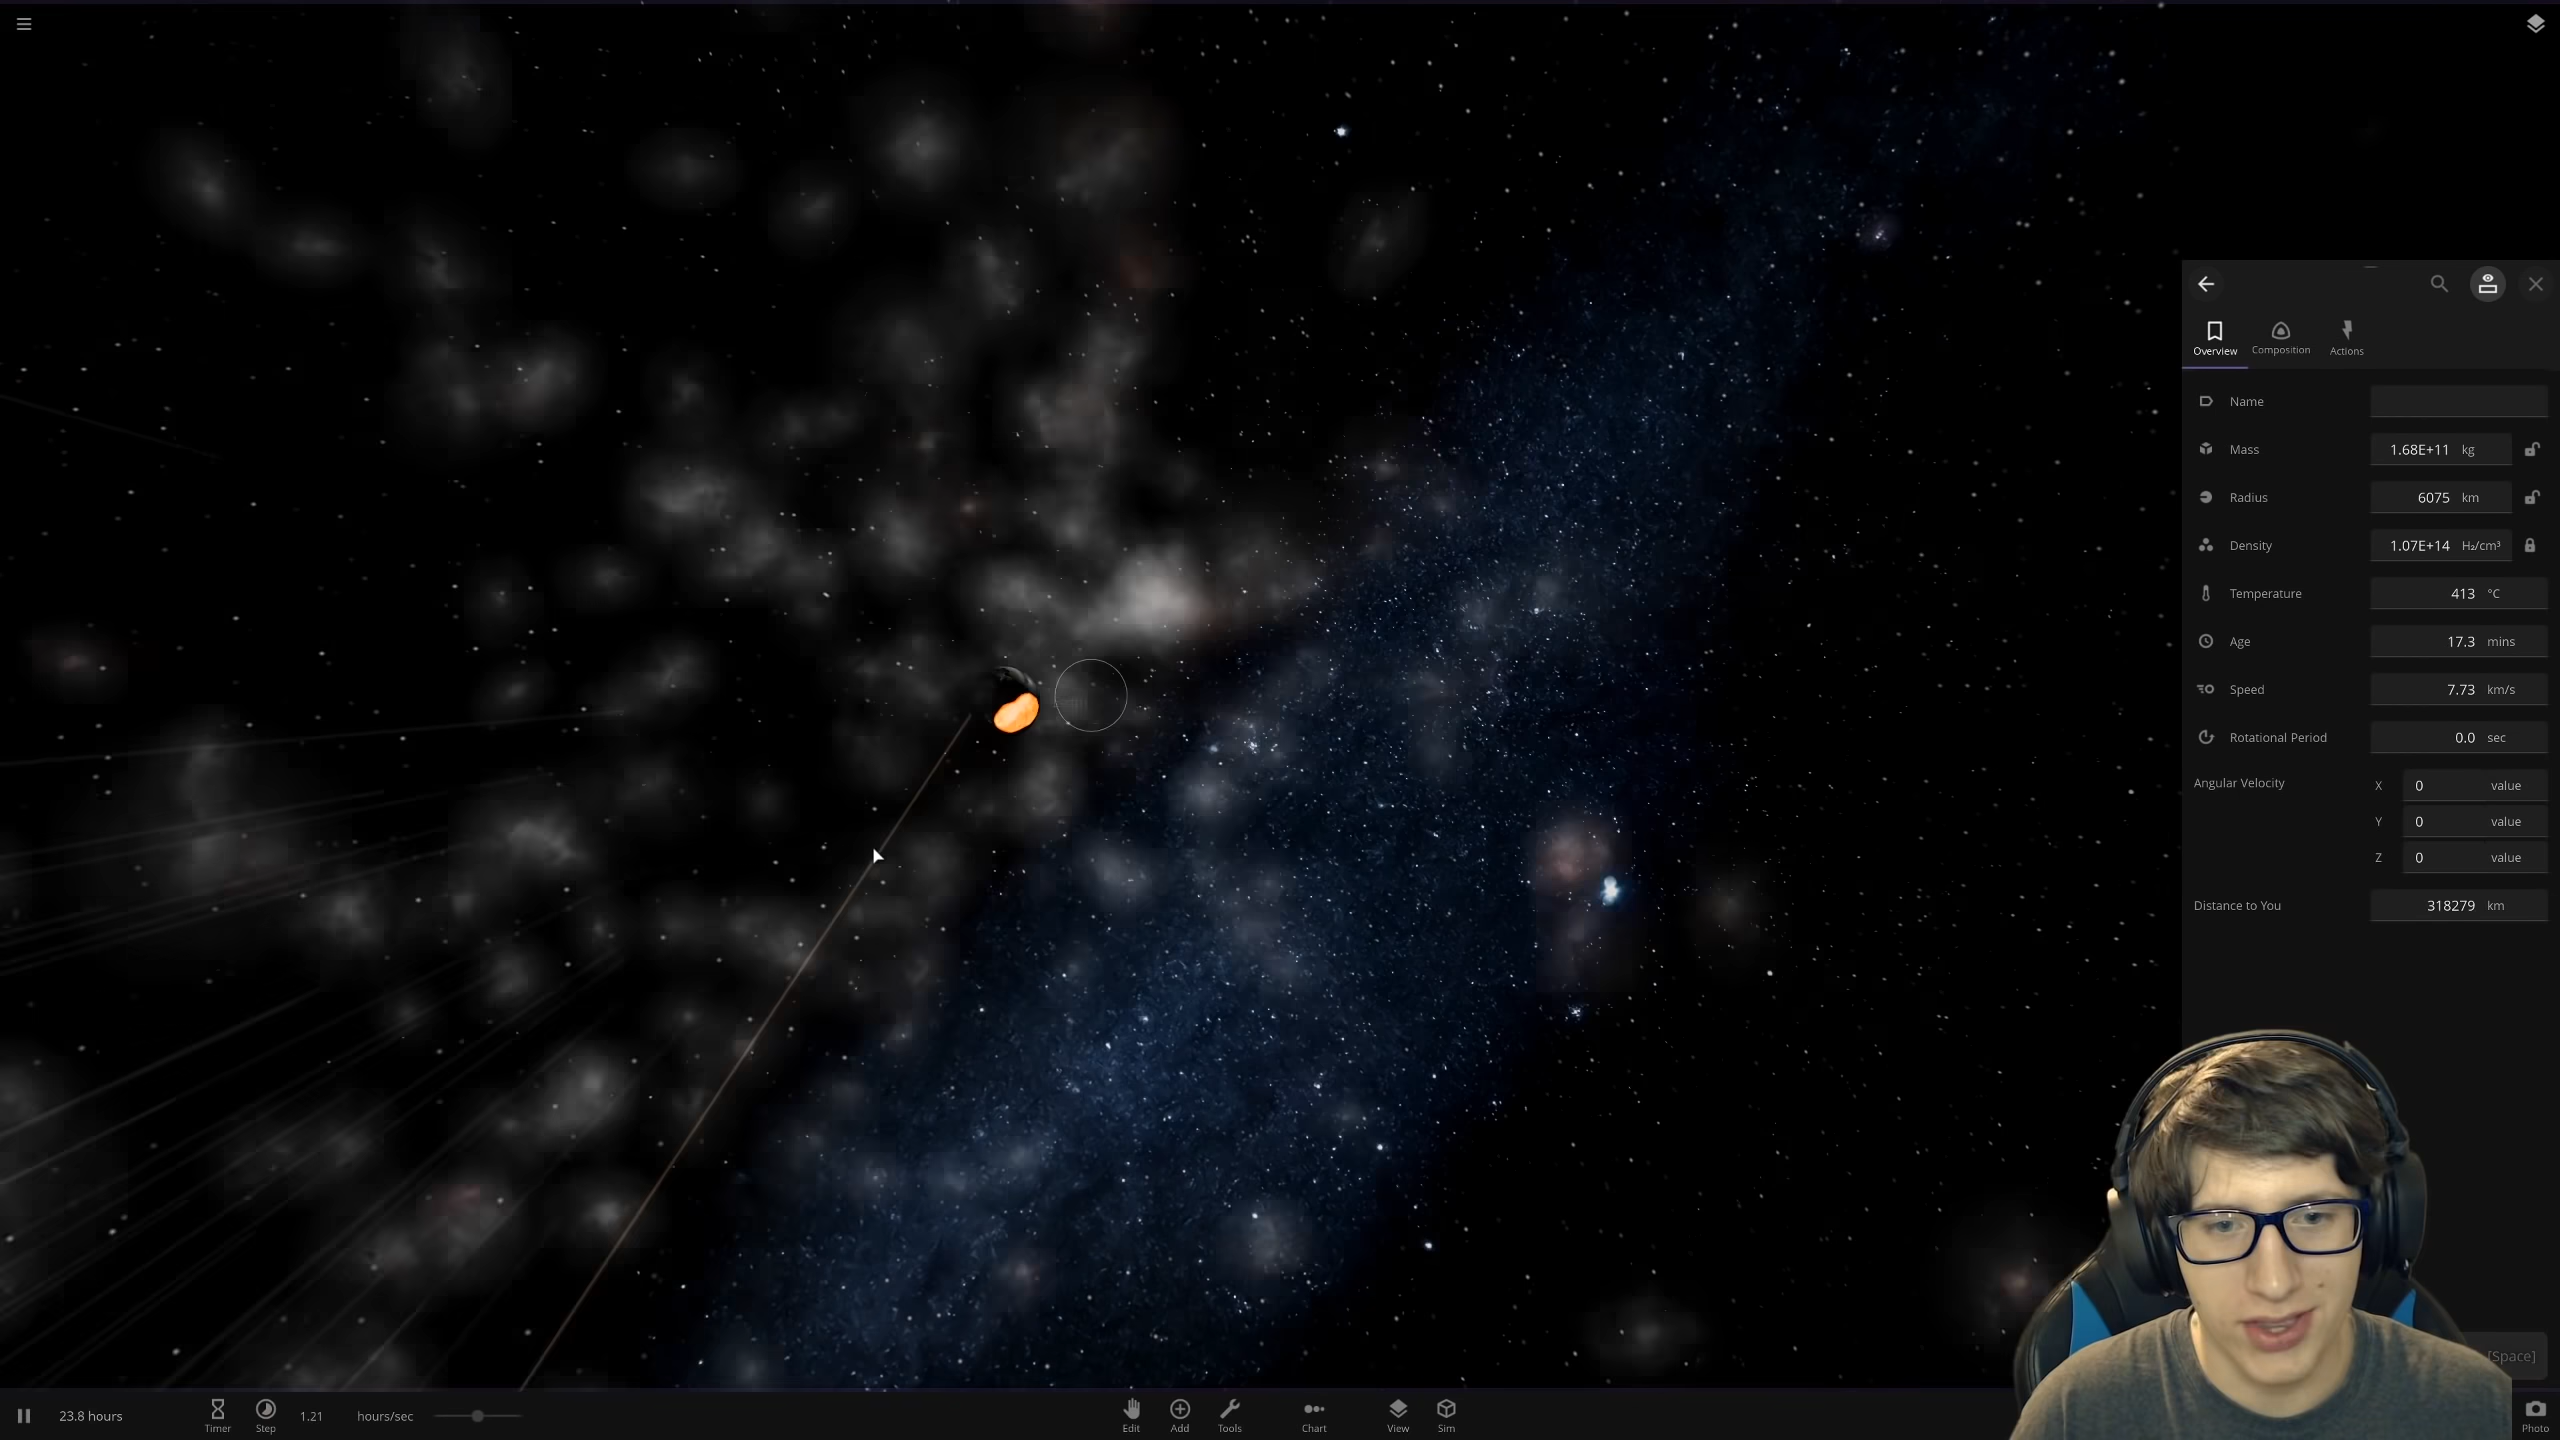 Overview
Composition
Actions
Name
Mass 1.68E+11 kg
Radius 6075 km
Density 1.07E+14 H₂/cm³
Temperature 413 °C
Age 17.3 mins
Speed 7.73 km/s
Rotational Period 0.0 sec
Angular Velocity X 0 value
Y 0 value
Z 0 value
Distance to You 318279 km
[Space]
23.8 hours
Timer
Step
1.21 hours/sec
Edit
Add
Tools
Chart
View
Sim
Photo